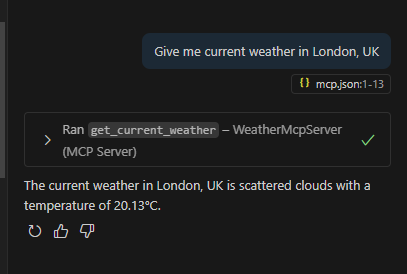 Give me current weather in London, UK
{} mcp.json:1-13
Ran get_current_weather – WeatherMcpServer
(MCP Server)
The current weather in London, UK is scattered clouds with a
temperature of 20.13°C.